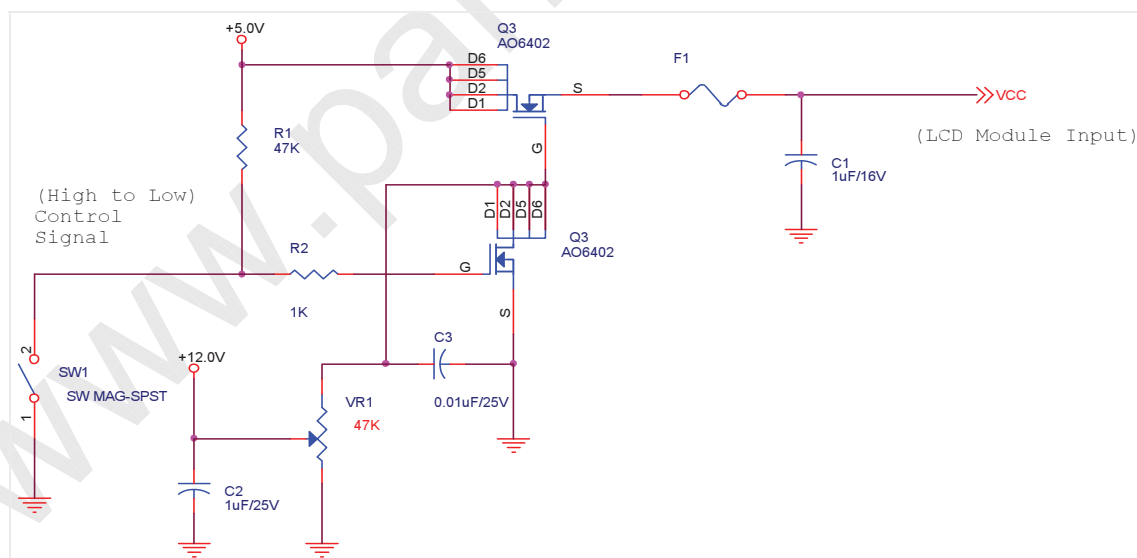 +5.0V
Q3
AO6402
D6
D5
D2
D1
S
G
F1
VCC
(LCD Module Input)
C1
1uF/16V
R1
47K
(High to Low)
Control
Signal
D1
D2
D5
D6
Q3
AO6402
R2
1K
G
S
2
1
SW1
SW MAG-SPST
+12.0V
C3
0.01uF/25V
VR1
47K
C2
1uF/25V
www.pan